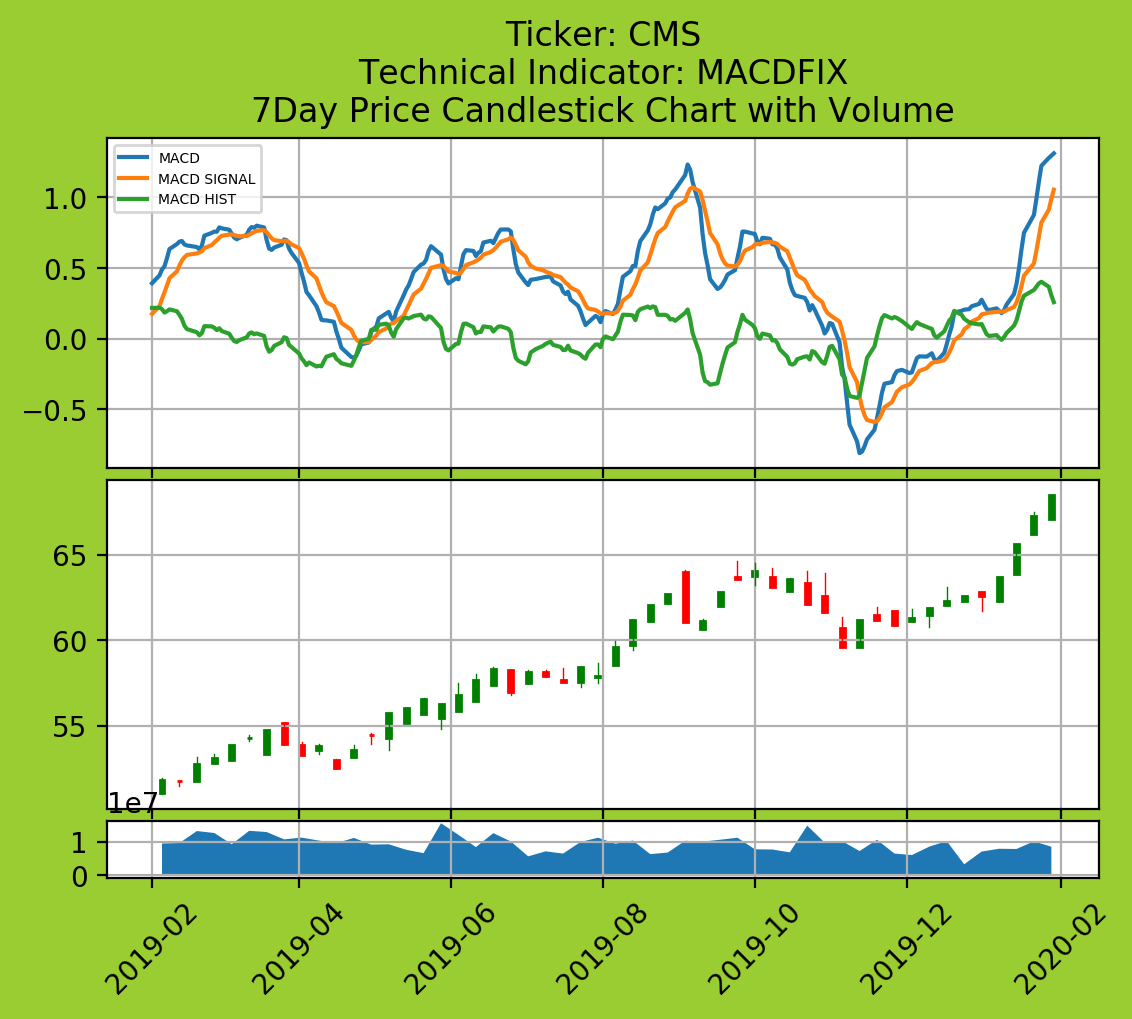 Ticker: CMS
Technical Indicator: MACDFIX
7Day Price Candlestick Chart with Volume
MACD
MACD SIGNAL
MACD HIST
1.0
0.5
0.0
−0.5
65
60
55
1e7
1
0
2019-02
2019-04
2019-06
2019-08
2019-10
2019-12
2020-02